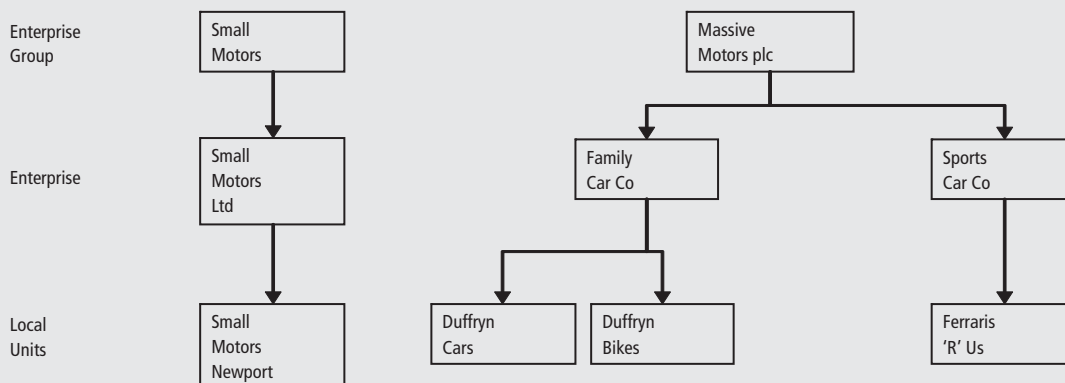 Enterprise
Group
Small
Motors
Massive
Motors plc
Enterprise
Small
Motors
Ltd
Family
Car Co
Sports
Car Co
Local
Units
Small
Motors
Newport
Duffryn
Cars
Duffryn
Bikes
Ferraris
‘R’ Us